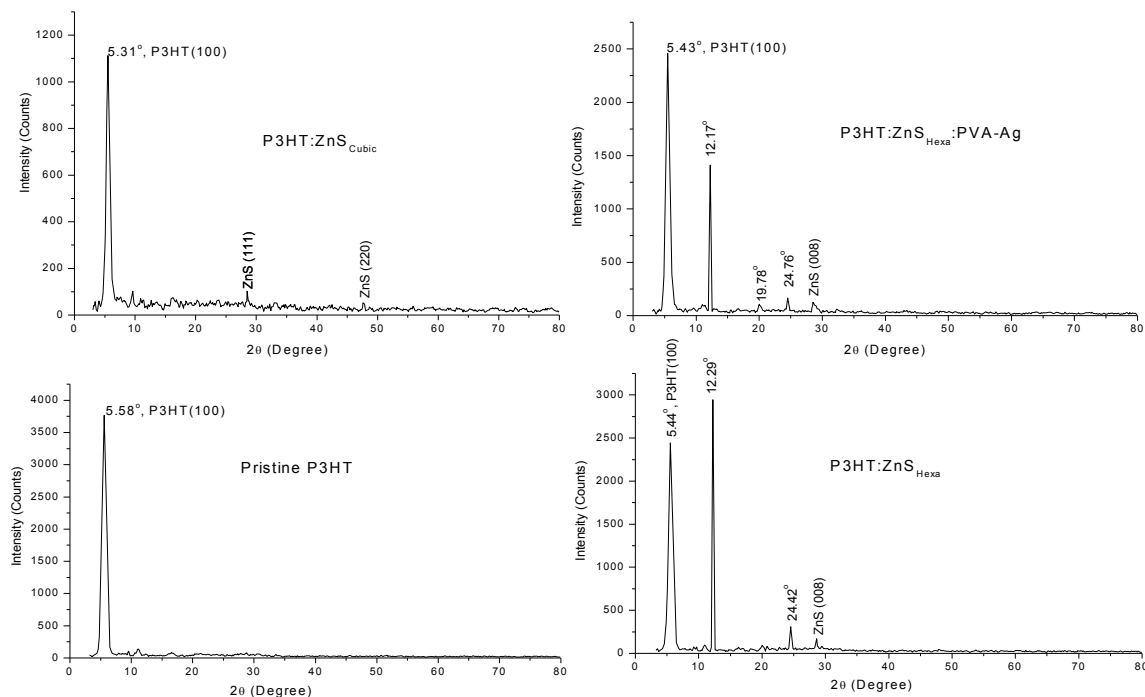 1200
1000
800
600
400
200
0
Intensity (Counts)
5.31°, P3HT(100)
P3HT:ZnS Cubic
ZnS (111)
ZnS (220)
0 10 20 30 40 50 60 70 80
2θ (Degree)
2500
2000
1500
1000
500
0
Intensity (Counts)
5.43°, P3HT(100)
12.17°
P3HT:ZnS Hexa:PVA-Ag
19.78°
24.76°
ZnS (008)
0 10 20 30 40 50 60 70 80
2θ (Degree)
4000
3500
3000
2500
2000
1500
1000
500
0
Intensity (Counts)
5.58°, P3HT(100)
Pristine P3HT
0 10 20 30 40 50 60 70 80
2θ (Degree)
3000
2500
2000
1500
1000
500
0
Intensity (Counts)
5.44°, P3HT(100)
12.29°
P3HT:ZnS Hexa
24.42°
ZnS (008)
0 10 20 30 40 50 60 70 80
2θ (Degree)